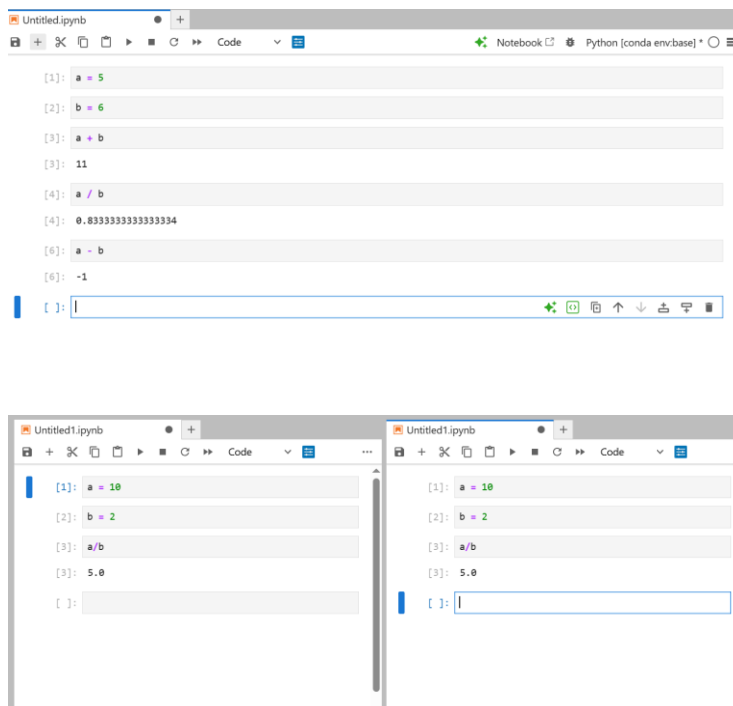 Untitled.ipynb
Code Notebook Python [conda env:base] *
[1]: a = 5
[2]: b = 6
[3]: a + b
[3]: 11
[4]: a / b
[4]: 0.8333333333333334
[6]: a - b
[6]: -1
[ ]:
Untitled1.ipynb
Code
[1]: a = 10
[2]: b = 2
[3]: a/b
[3]: 5.0
[ ]:
Untitled1.ipynb
Code
[1]: a = 10
[2]: b = 2
[3]: a/b
[3]: 5.0
[ ]: